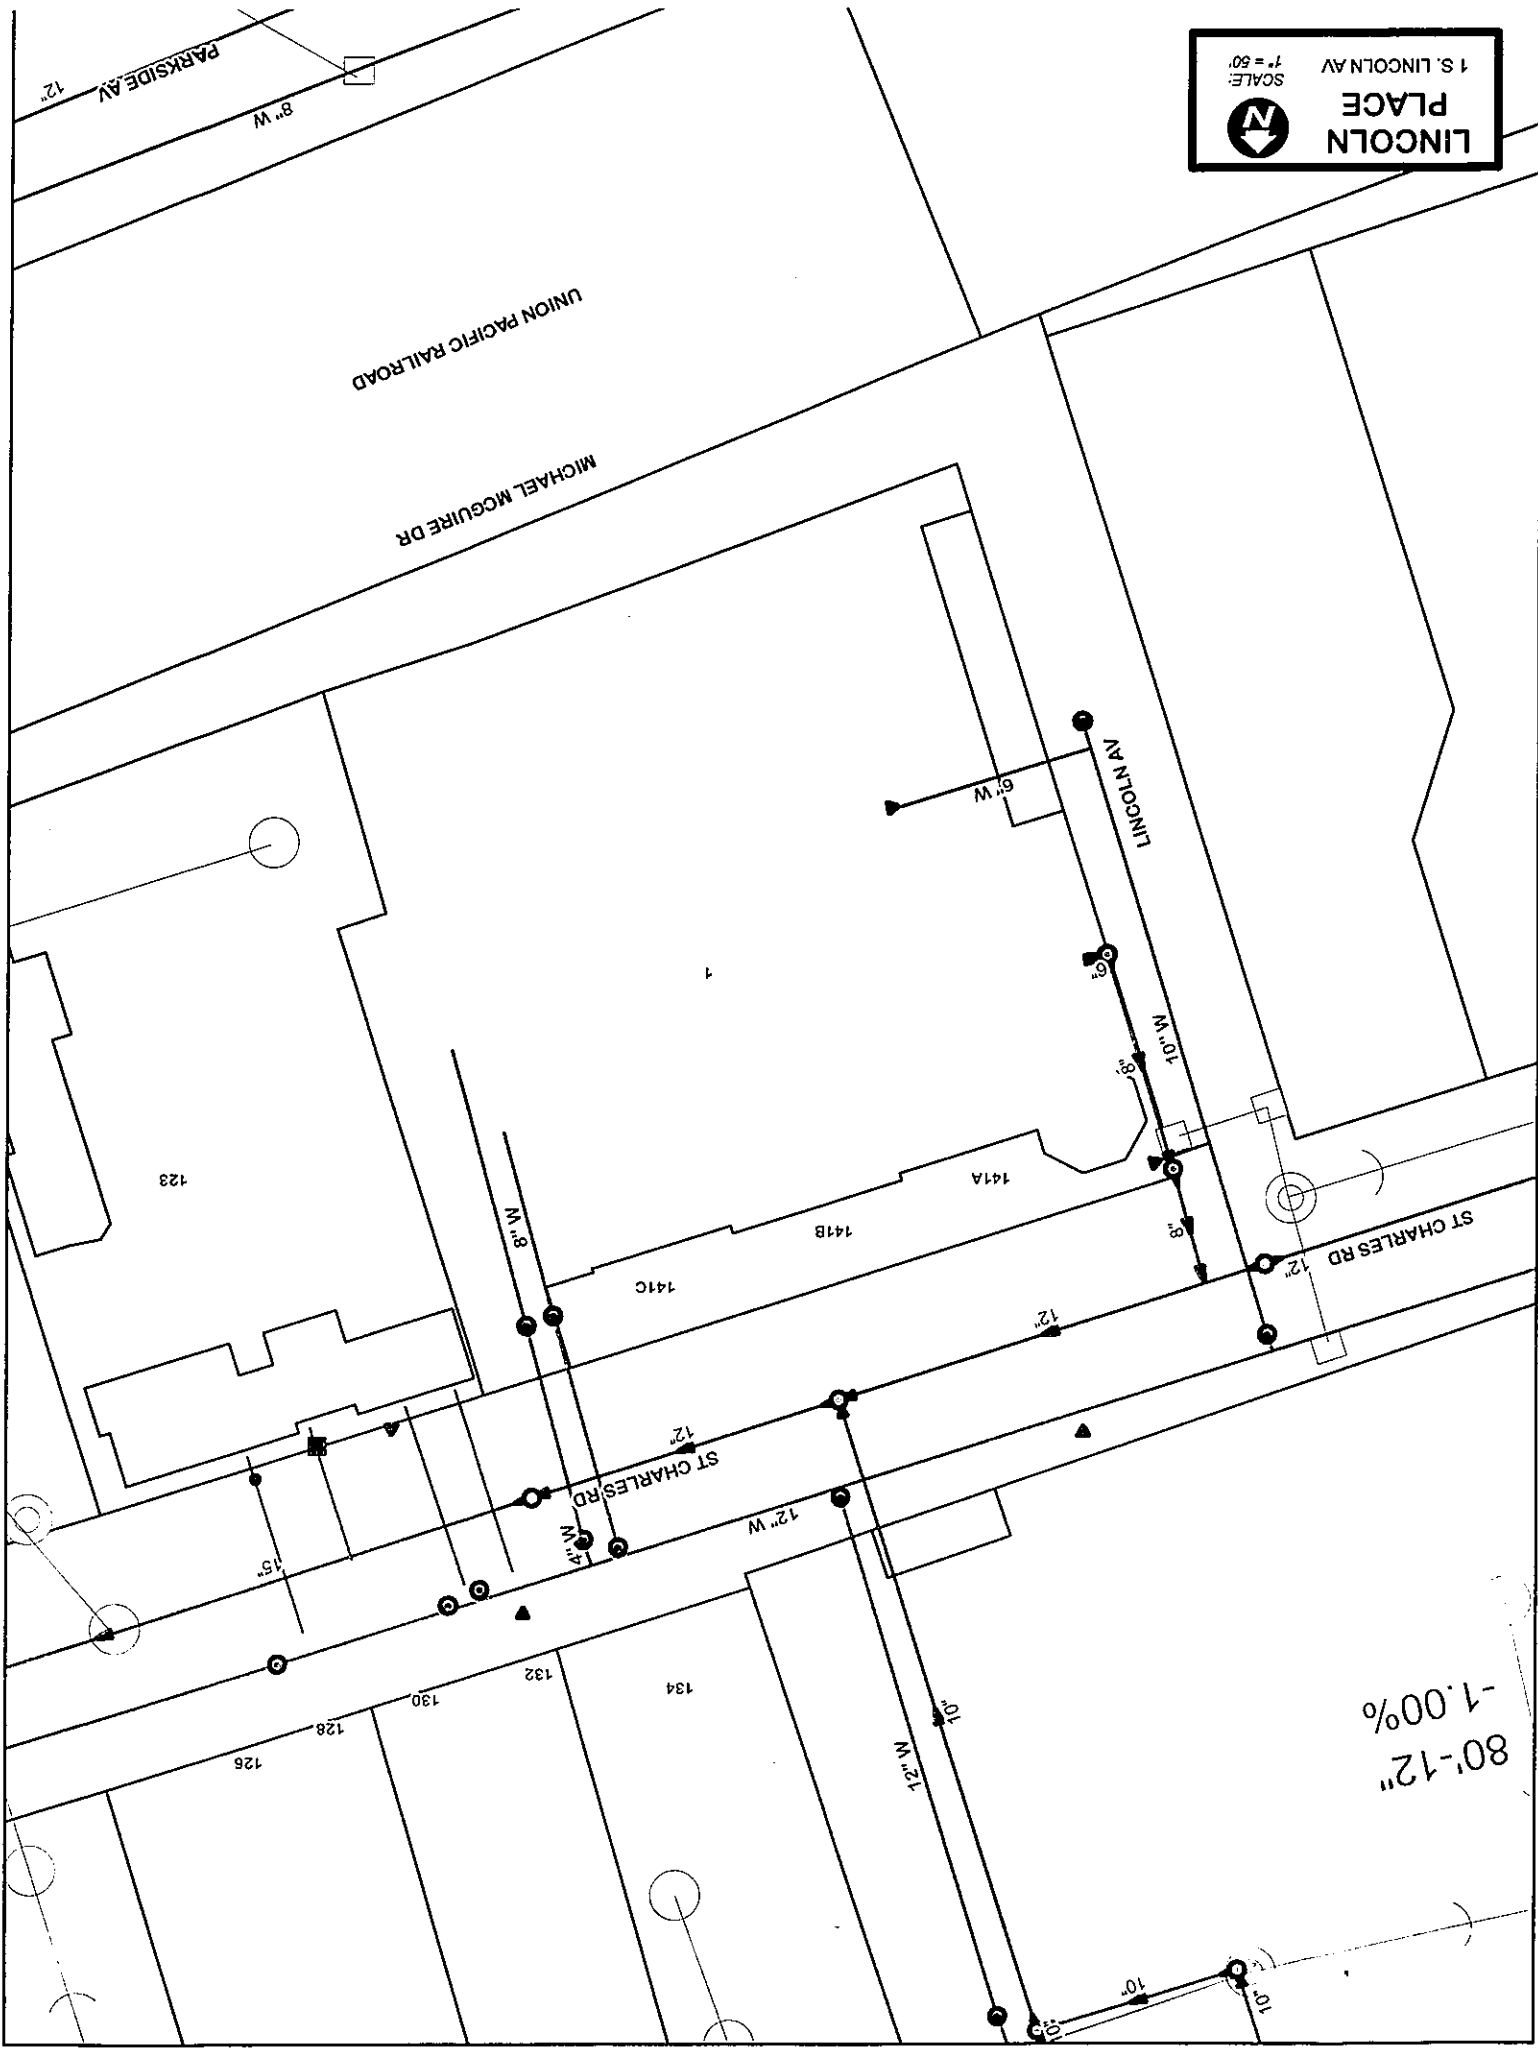 10"
10"
10"
80'-12"
-1.00%
12" W
10"
134
132
130
128
126
12" W
4" W
15"
ST CHARLES RD
12"
12"
12"
ST CHARLES RD
8"
141A
141B
141C
8" W
123
8"
10" W
6"
1
LINCOLN AV
6" W
MICHAEL MCGUIRE DR
UNION PACIFIC RAILROAD
LINCOLN
PLACE
1 S. LINCOLN AV
N
SCALE:
1" = 50'
8" W
PARKSIDE AV
12"